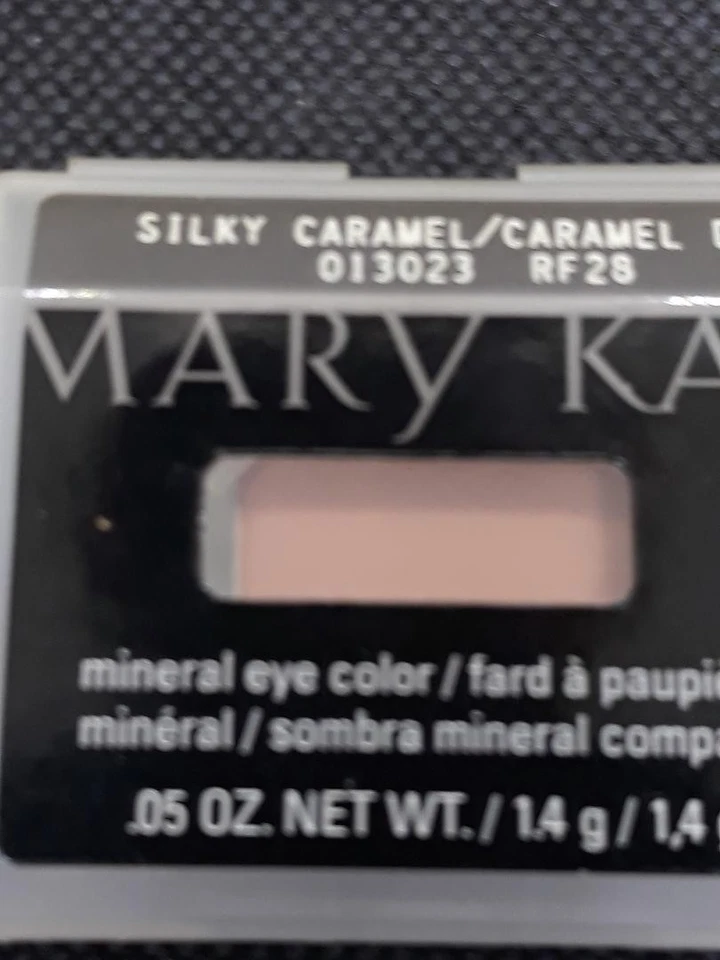 SILKY CARAMEL/CARAMEL
013023 RF28
MARY KA
mineral eye color / fard à paupiè
minéral / sombra mineral compa
.05 OZ. NET WT. / 1.4 g / 1,4 g